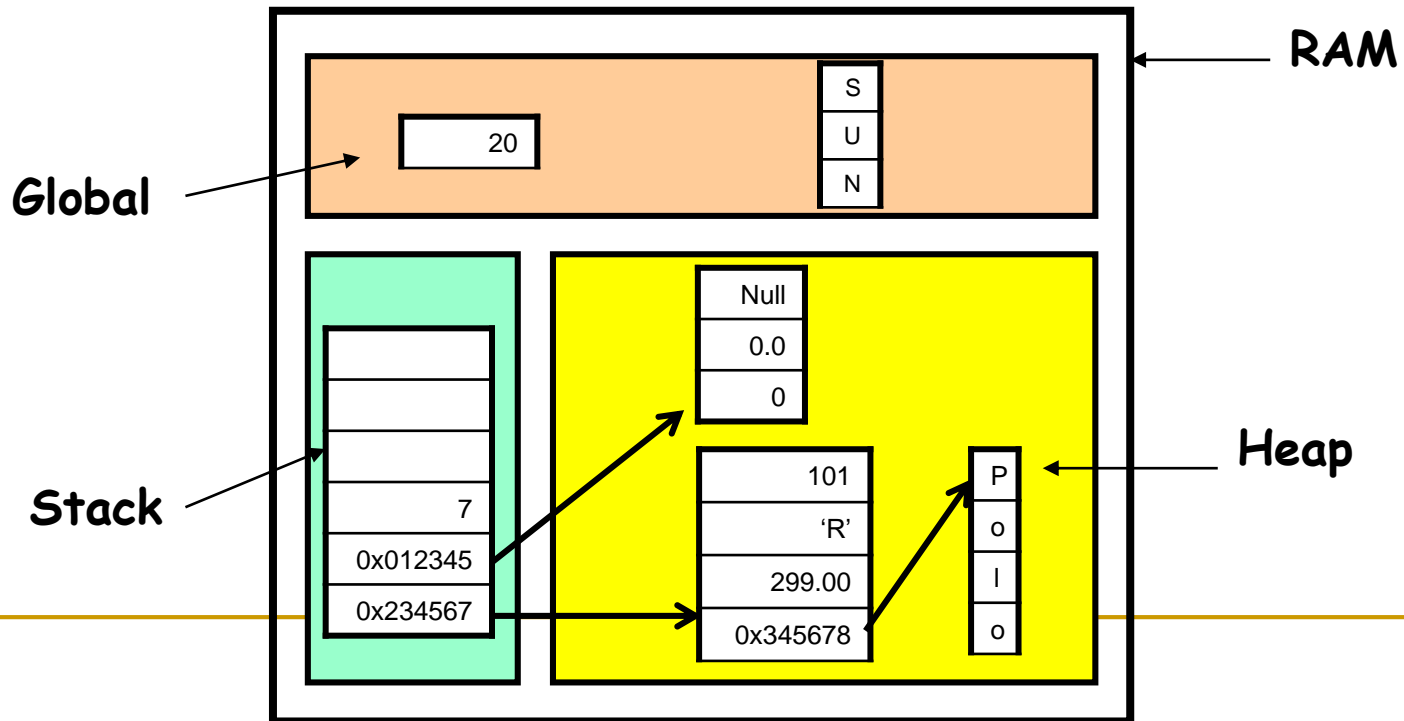 RAM
Global
20
S
U
N
Stack
7
0x012345
0x234567
Null
0.0
0
101
‘R’
299.00
0x345678
P
o
l
o
Heap